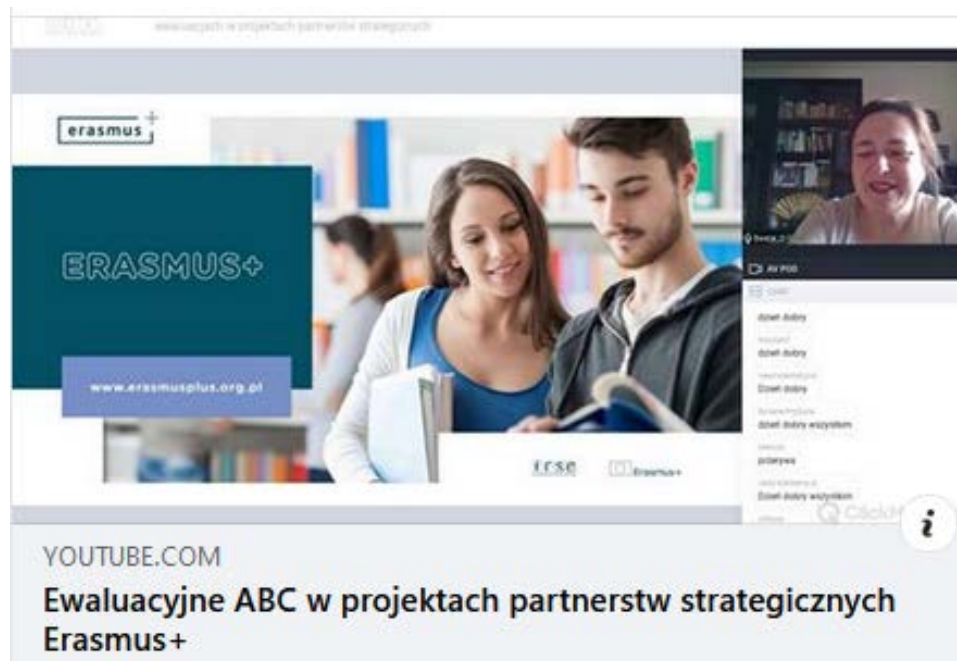 ewaluacjach w projektach partnerstw strategicznych
erasmus+
ERASMUS+
www.erasmusplus.org.pl
frse
Erasmus+
AV POD
dzień dobry
dzień dobry
Dzień dobry
dzień dobry wszystkim
przerywa
Dzień dobry wszystkim
i
YOUTUBE.COM
Ewaluacyjne ABC w projektach partnerstw strategicznych
Erasmus+